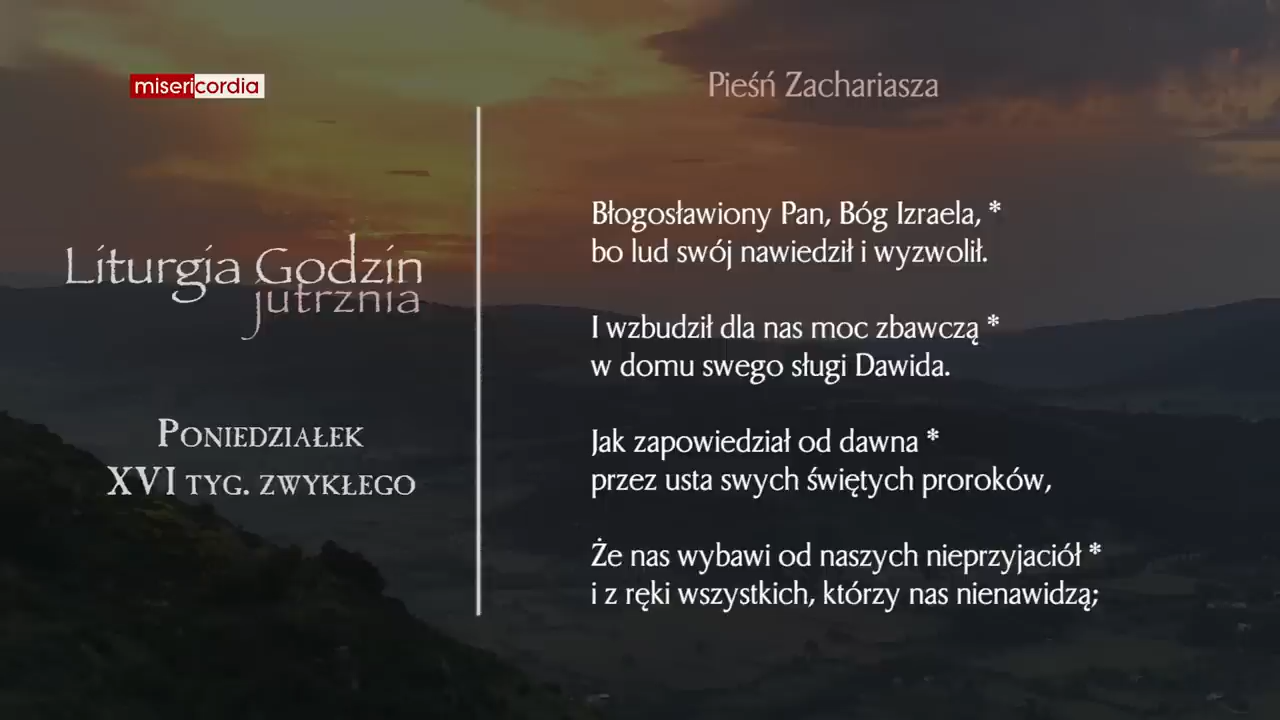 misericordia
Liturgia Godzin
jutrznia
Poniedziałek
XVI tyg. zwykłego
Pieśń Zachariasza
Błogosławiony Pan, Bóg Izraela, *
bo lud swój nawiedził i wyzwolił.
I wzbudził dla nas moc zbawczą *
w domu swego sługi Dawida.
Jak zapowiedział od dawna *
przez usta swych świętych proroków,
Że nas wybawi od naszych nieprzyjaciół *
i z ręki wszystkich, którzy nas nienawidzą;